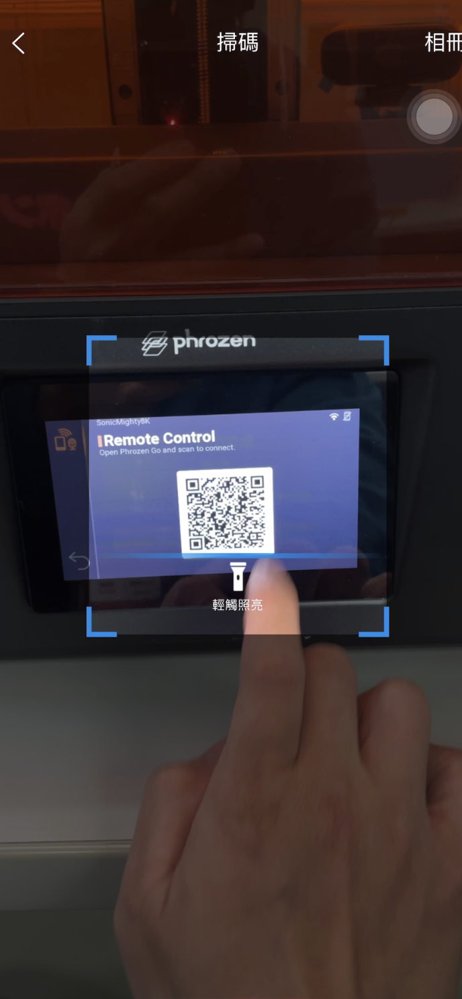 掃碼
相冊
phrozen
SonicMighty8K
Remote Control
Open Phrozen Go and scan to connect.
輕觸照亮